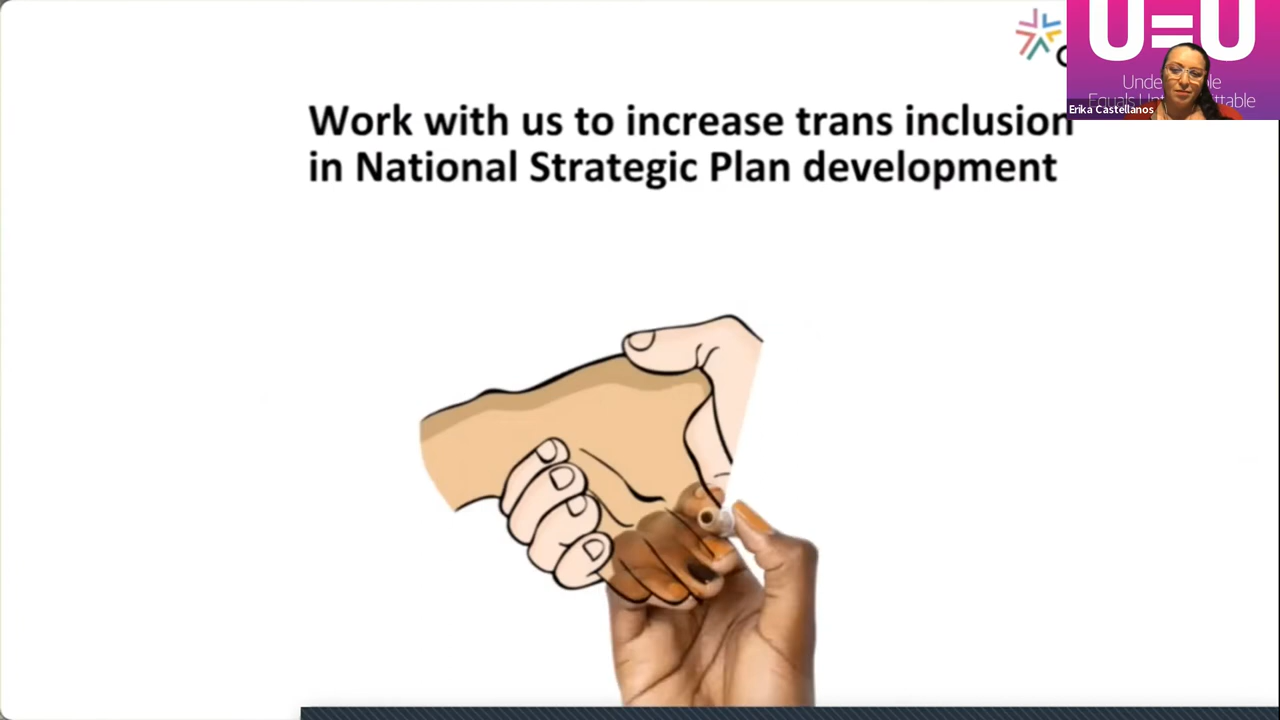 U=U
Erika Castellanos
Work with us to increase trans inclusion
in National Strategic Plan development